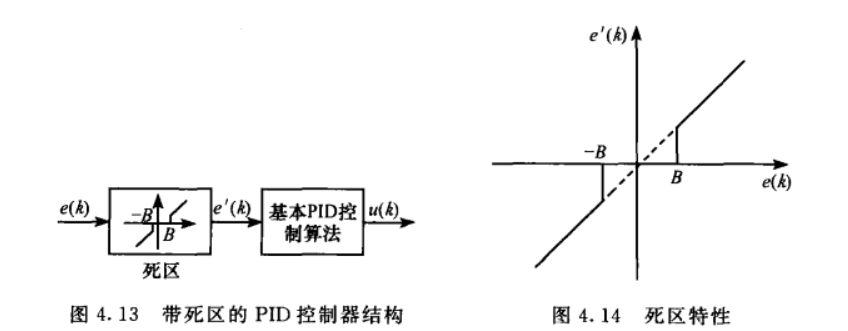 e(k)
-B
B
死区
e′(k)
基本PID控
制算法
u(k)
图 4.13 带死区的 PID 控制器结构
e′(k)
-B
B
e(k)
图 4.14 死区特性